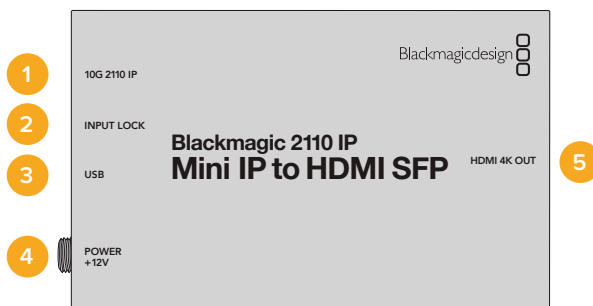 Blackmagicdesign
1
10G 2110 IP
2
INPUT LOCK
Blackmagic 2110 IP
Mini IP to HDMI SFP
3
USB
HDMI 4K OUT
5
4
POWER
+12V